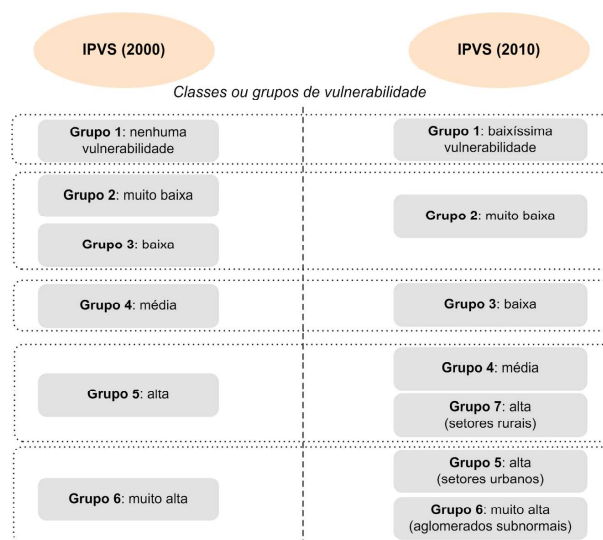 IPVS (2000)
IPVS (2010)
Classes ou grupos de vulnerabilidade
Grupo 1: nenhuma
vulnerabilidade
Grupo 1: baixíssima
vulnerabilidade
Grupo 2: muito baixa
Grupo 3: baixa
Grupo 2: muito baixa
Grupo 4: média
Grupo 3: baixa
Grupo 5: alta
Grupo 4: média
Grupo 7: alta
(setores rurais)
Grupo 6: muito alta
Grupo 5: alta
(setores urbanos)
Grupo 6: muito alta
(aglomerados subnormais)